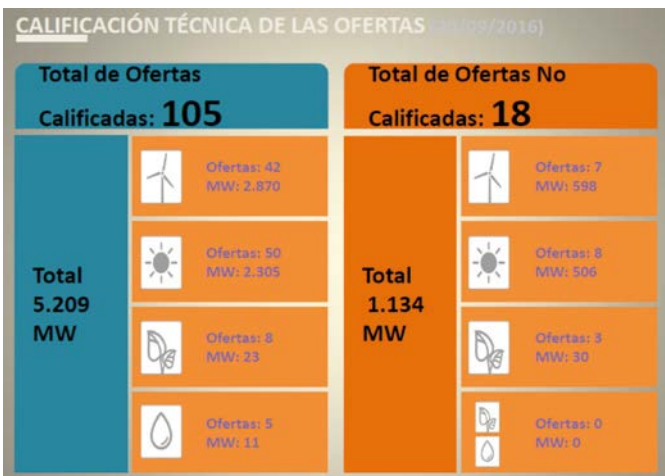 CALIFICACIÓN TÉCNICA DE LAS OFERTAS
Total de Ofertas
Calificadas: 105
Total
5.209
MW
Ofertas: 42
MW: 2.870
Ofertas: 50
MW: 2.305
Ofertas: 8
MW: 23
Ofertas: 5
MW: 11
Total de Ofertas No
Calificadas: 18
Total
1.134
MW
Ofertas: 7
MW: 598
Ofertas: 8
MW: 506
Ofertas: 3
MW: 30
Ofertas: 0
MW: 0